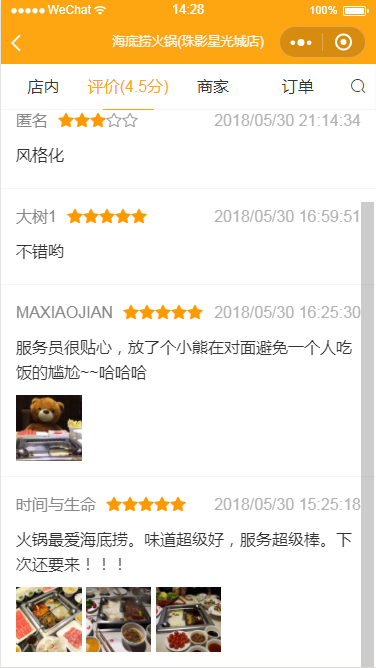 WeChat 14:28 100%
海底捞火锅(珠影星光城店)
店内 评价(4.5分) 商家 订单
匿名 2018/05/30 21:14:34
风格化
大树1 2018/05/30 16:59:51
不错哟
MAXIAOJIAN 2018/05/30 16:25:30
服务员很贴心，放了个小熊在对面避免一个人吃
饭的尴尬~~哈哈哈
时间与生命 2018/05/30 15:25:18
火锅最爱海底捞。味道超级好，服务超级棒。下
次还要来！！！